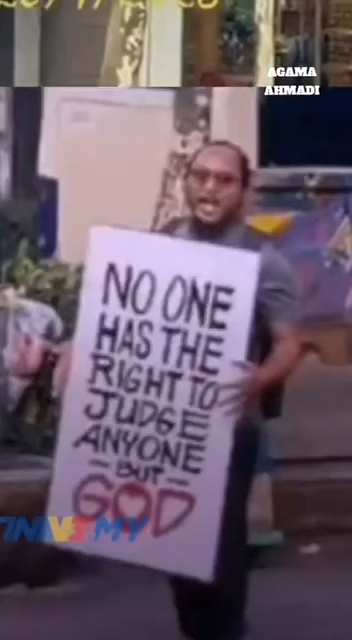 AGAMA
AHMADI
NO ONE
HAS THE
RIGHT TO
JUDGE
ANYONE
- BUT -
GOD